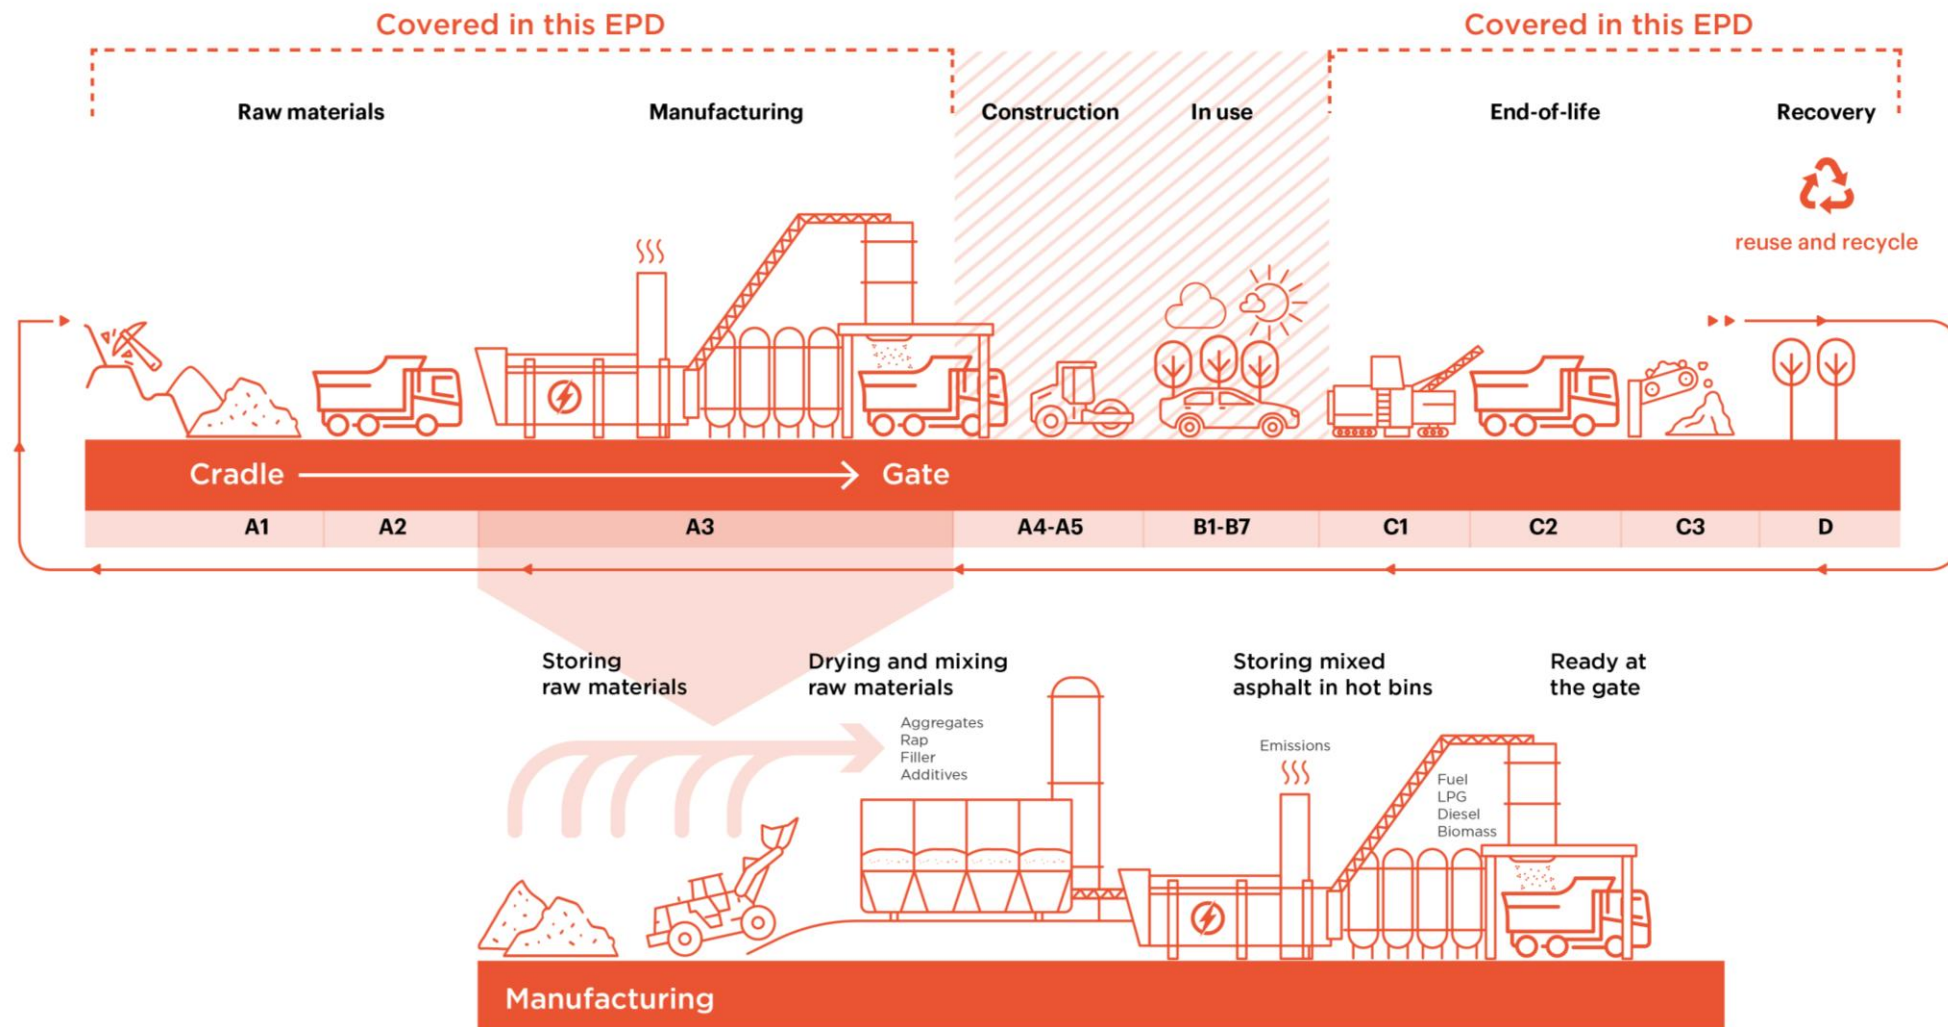 Covered in this EPD
Covered in this EPD
Raw materials
Manufacturing
Construction
In use
End-of-life
Recovery
reuse and recycle
Cradle
Gate
A1
A2
A3
A4-A5
B1-B7
C1
C2
C3
D
Storing
raw materials
Drying and mixing
raw materials
Aggregates
Rap
Filler
Additives
Storing mixed
asphalt in hot bins
Emissions
Fuel
LPG
Diesel
Biomass
Ready at
the gate
Manufacturing